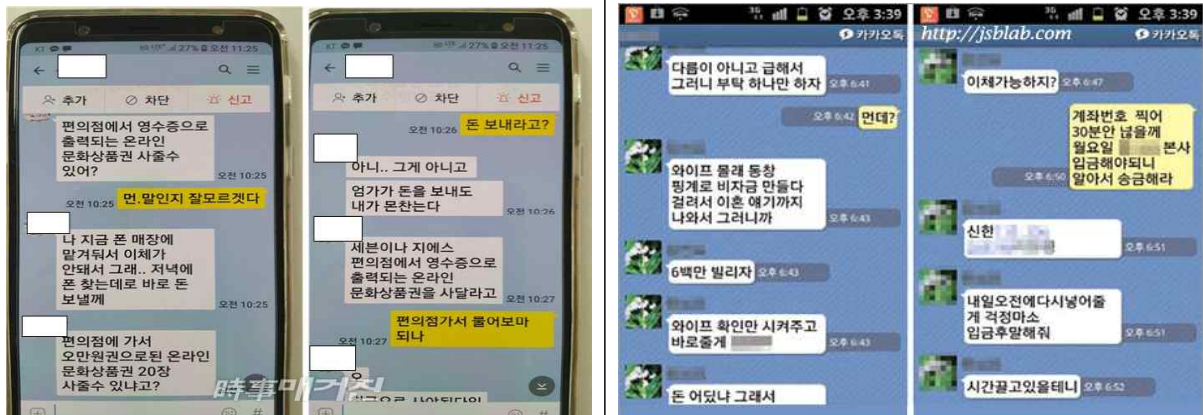 KT
27% 오전 11:25
추가
차단
신고
편의점에서 영수증으로
출력되는 온라인
문화상품권 사줄수
있어?
오전 10:25
오전 10:25
먼.말인지 잘모르겟다
나 지금 폰 매장에
맡겨둬서 이체가
안돼서 그래.. 저녁에
폰 찾는데로 바로 돈
보낼께
오전 10:25
편의점에 가서
오만원권으로된 온라인
문화상품권 20장
사줄수 있냐고?
27% 오전 11:25
추가
차단
신고
오전 10:26
돈 보내라고?
아니.. 그게 아니고
엄가가 돈을 보내도
내가 몬찬는다
오전 10:26
세븐이나 지에스
편의점에서 영수증으로
출력되는 온라인
문화상품권을 사달라고
오전 10:27
편의점가서 물어보마
되나
오전 10:27
時事매거진
3G 오후 3:39
카카오톡
다름이 아니고 급해서
그러니 부탁 하나만 하자
오후 6:41
오후 6:42
먼데?
와이프 몰래 동창
핑계로 비자금 만들다
걸려서 이혼 얘기까지
나와서 그러니까
오후 6:43
6백만 빌리자
오후 6:43
와이프 확인만 시켜주고
바로줄게
오후 6:43
돈 어딨냐 그래서
3G 오후 3:39
http://jsblab.com
카카오톡
이체가능하지?
오후 6:47
계좌번호 찍어
30분안 넣을께
월요일 본사
입금해야되니
알아서 송금해라
오후 6:50
신한
오후 6:51
내일오전에다시넣어줄
게 걱정마소
입금후말해줘
오후 6:51
시간끌고있을테니
오후 6:52